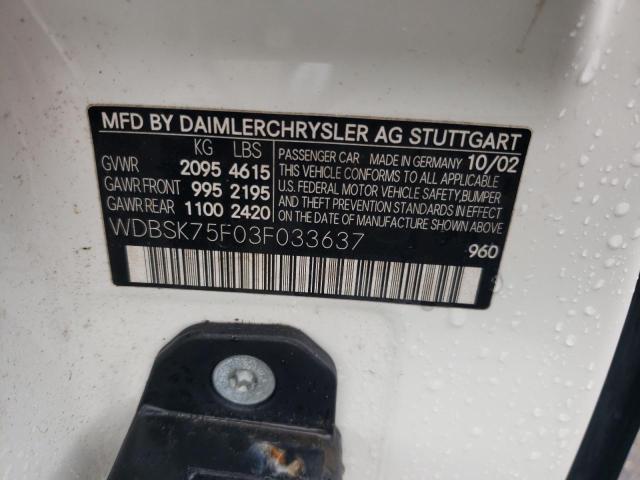 MFD BY DAIMLERCHRYSLER AG STUTTGART
KG LBS
GVWR 2095 4615
GAWR FRONT 995 2195
GAWR REAR 1100 2420
PASSENGER CAR MADE IN GERMANY 10/02
THIS VEHICLE CONFORMS TO ALL APPLICABLE
U.S. FEDERAL MOTOR VEHICLE SAFETY, BUMPER
AND THEFT PREVENTION STANDARDS IN EFFECT
ON THE DATE OF MANUFACTURE SHOWN ABOVE
WDBSK75F03F033637
960